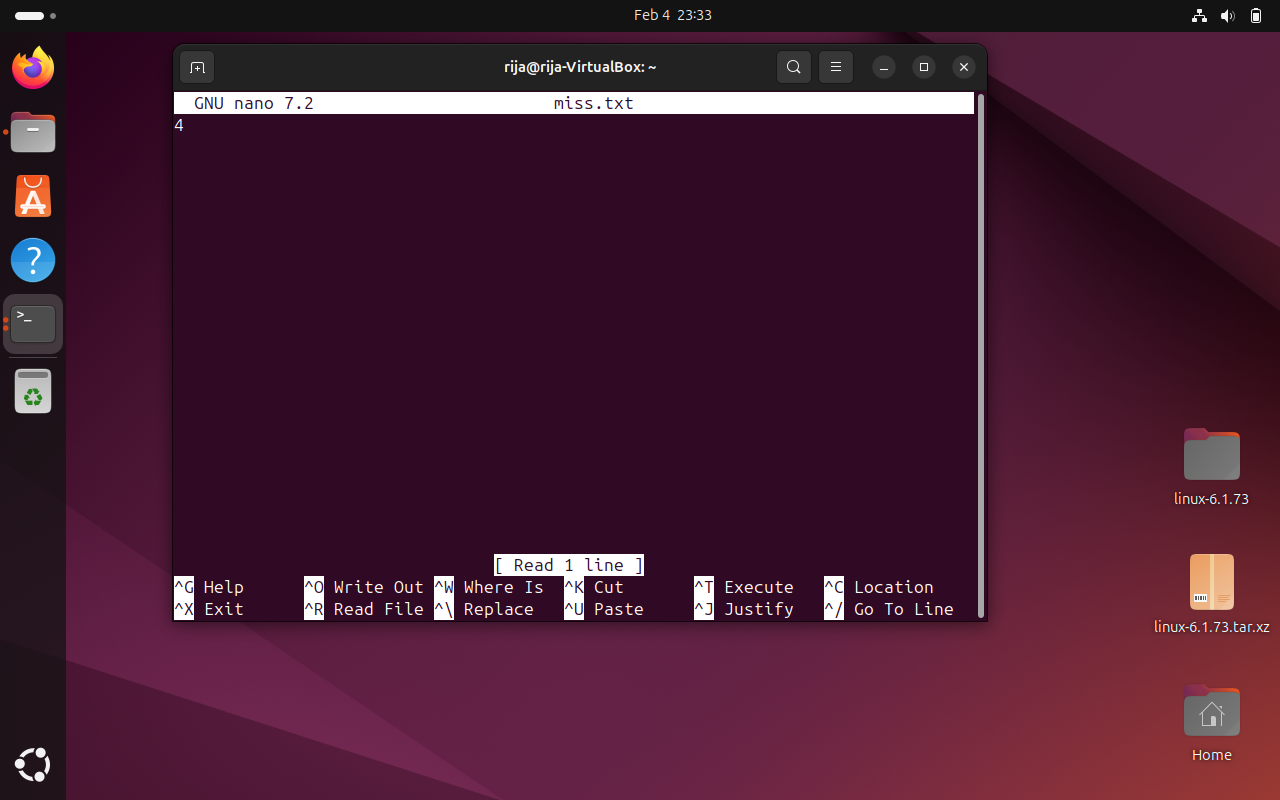 Feb 4 23:33
rija@rija-VirtualBox: ~
GNU nano 7.2 miss.txt
4
[ Read 1 line ]
^G Help ^O Write Out ^W Where Is ^K Cut ^T Execute ^C Location
^X Exit ^R Read File ^\ Replace ^U Paste ^J Justify ^/ Go To Line
linux-6.1.73
linux-6.1.73.tar.xz
Home